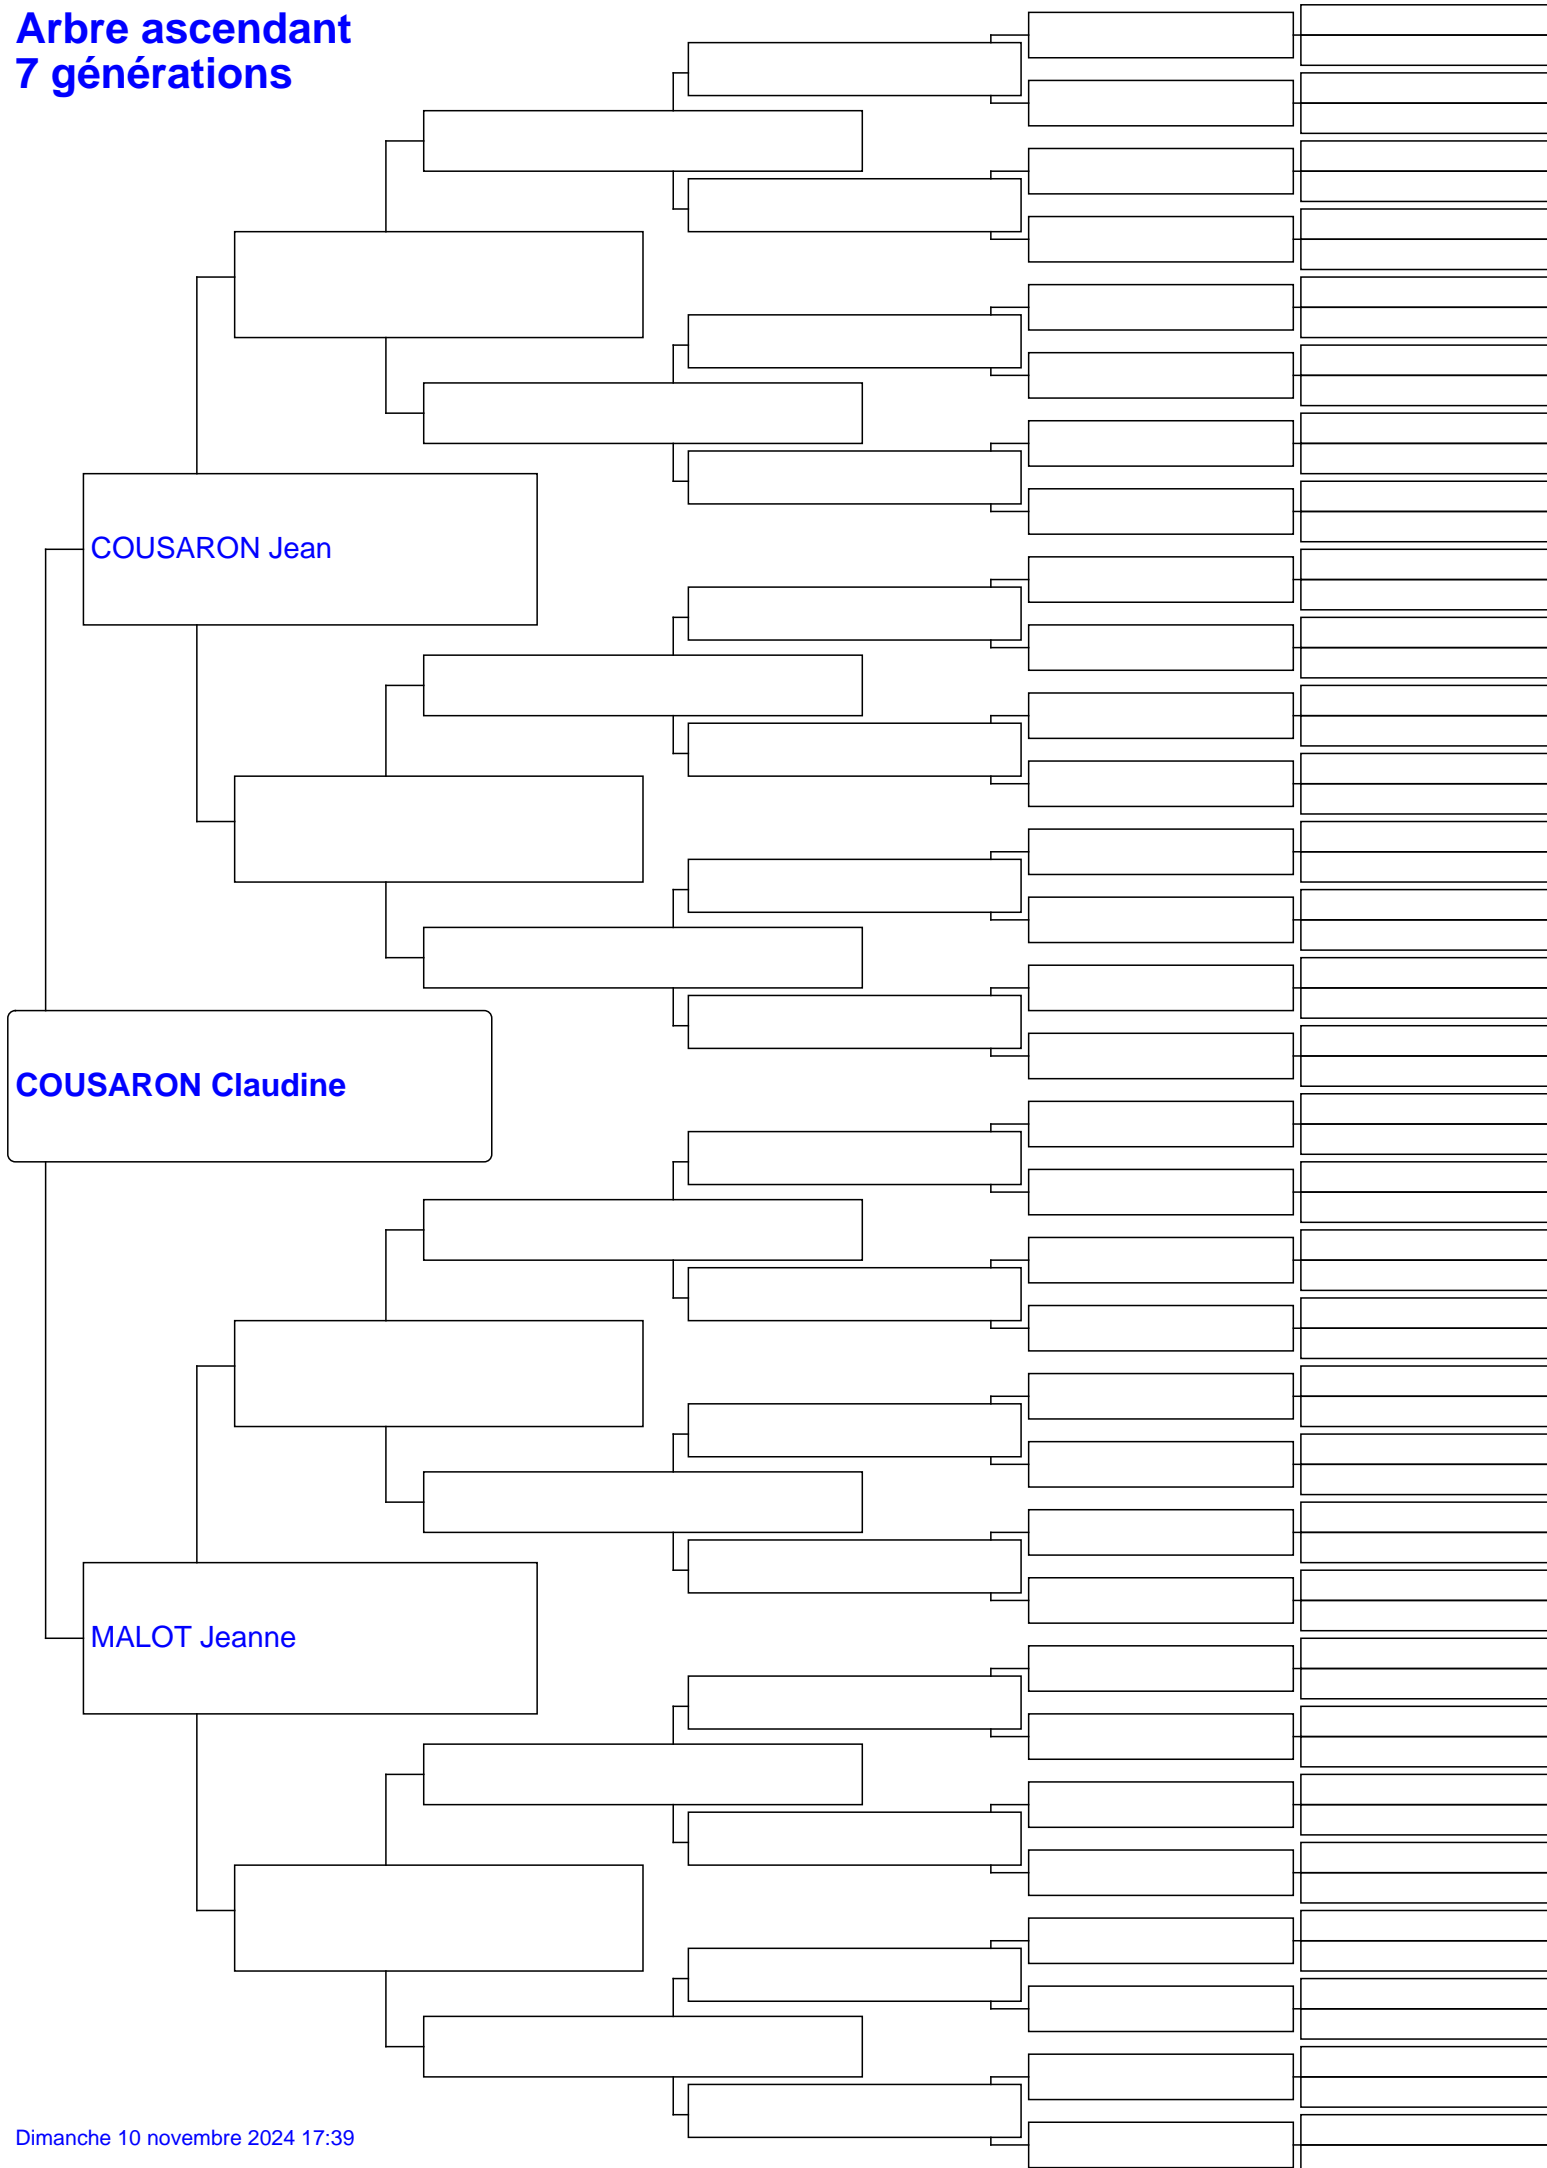 Arbre ascendant
7 générations
COUSARON Jean
COUSARON Claudine
MALOT Jeanne
Dimanche 10 novembre 2024 17:39